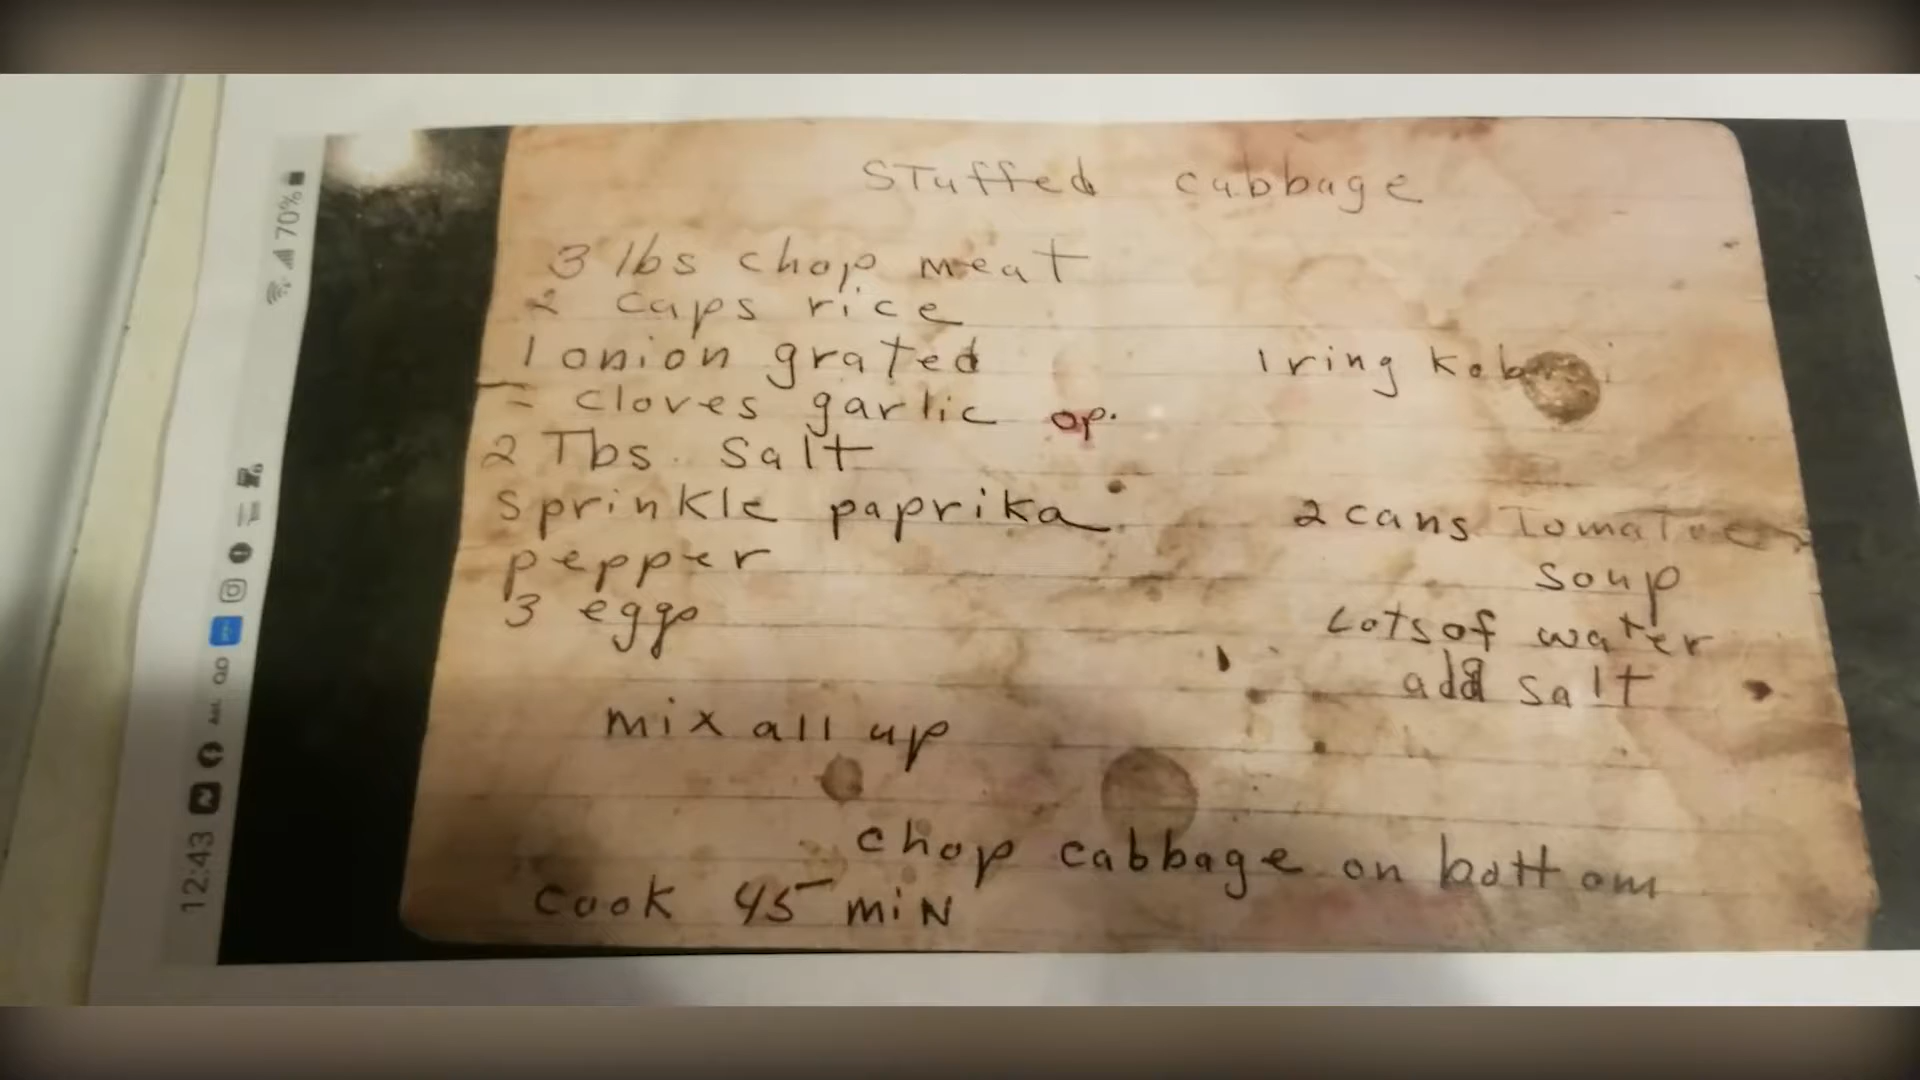 STuffed cabbage
3 lbs chop meat
2 cups rice
1 onion grated
cloves garlic op.
2 Tbs. Salt
Sprinkle paprika
pepper
3 eggs
mix all up
1 ring
2 cans Tomatoe
soup
Lots of water
add salt
chop cabbage on bottom
cook 45 miN
12:43
70%